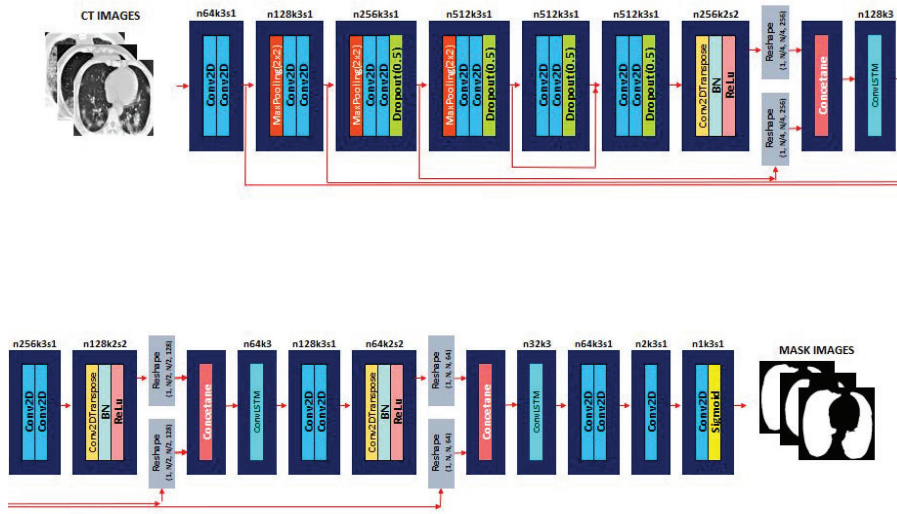 CT IMAGES
n64k3s1
n128k3s1
n256k3s1
n512k3s1
n512k3s1
n512k3s1
n256k2s2
n128k3
Conv2D
Conv2D
MaxPooling(2x2)
Conv2D
Conv2D
MaxPooling(2x2)
Conv2D
Conv2D
Dropout(0.5)
MaxPooling(2x2)
Conv2D
Conv2D
Dropout(0.5)
Conv2D
Conv2D
Dropout(0.5)
Conv2D
Conv2D
Dropout(0.5)
Conv2DTranspose
BN
ReLu
Reshape
(1, N/4, N/4, 256)
Reshape
(1, N/4, N/4, 256)
Concetane
ConvLSTM
n256k3s1
n128k2s2
n64k3
n128k3s1
n64k2s2
n32k3
n64k3s1
n2k3s1
n1k3s1
MASK IMAGES
Conv2D
Conv2D
Conv2DTranspose
BN
ReLu
Reshape
(1, N/2, N/2, 128)
Reshape
(1, N/2, N/2, 128)
Concetane
ConvLSTM
Conv2D
Conv2D
Conv2DTranspose
BN
ReLu
Reshape
(1, N, N, 64)
Reshape
(1, N, N, 64)
Concetane
ConvLSTM
Conv2D
Conv2D
Conv2D
Conv2D
Sigmoid